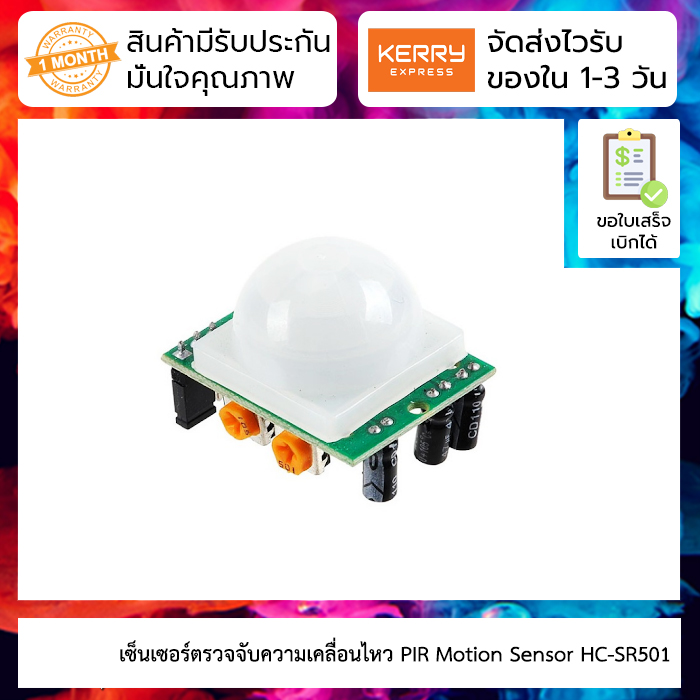 WARRANTY
1 MONTH
WARRANTY
สินค้ามีรับประกัน
มั่นใจคุณภาพ
KERRY
EXPRESS
จัดส่งไวรับ
ของใน 1-3 วัน
$
ขอใบเสร็จ
เบิกได้
105
CD110
เซ็นเซอร์ตรวจจับความเคลื่อนไหว PIR Motion Sensor HC-SR501